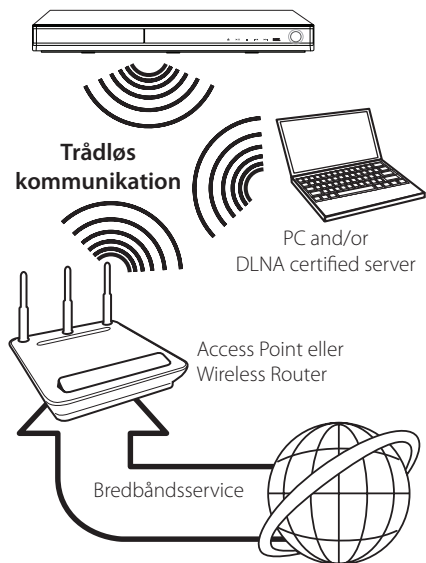 Trådløs
kommunikation
PC and/or
DLNA certified server
Access Point eller
Wireless Router
Bredbåndsservice